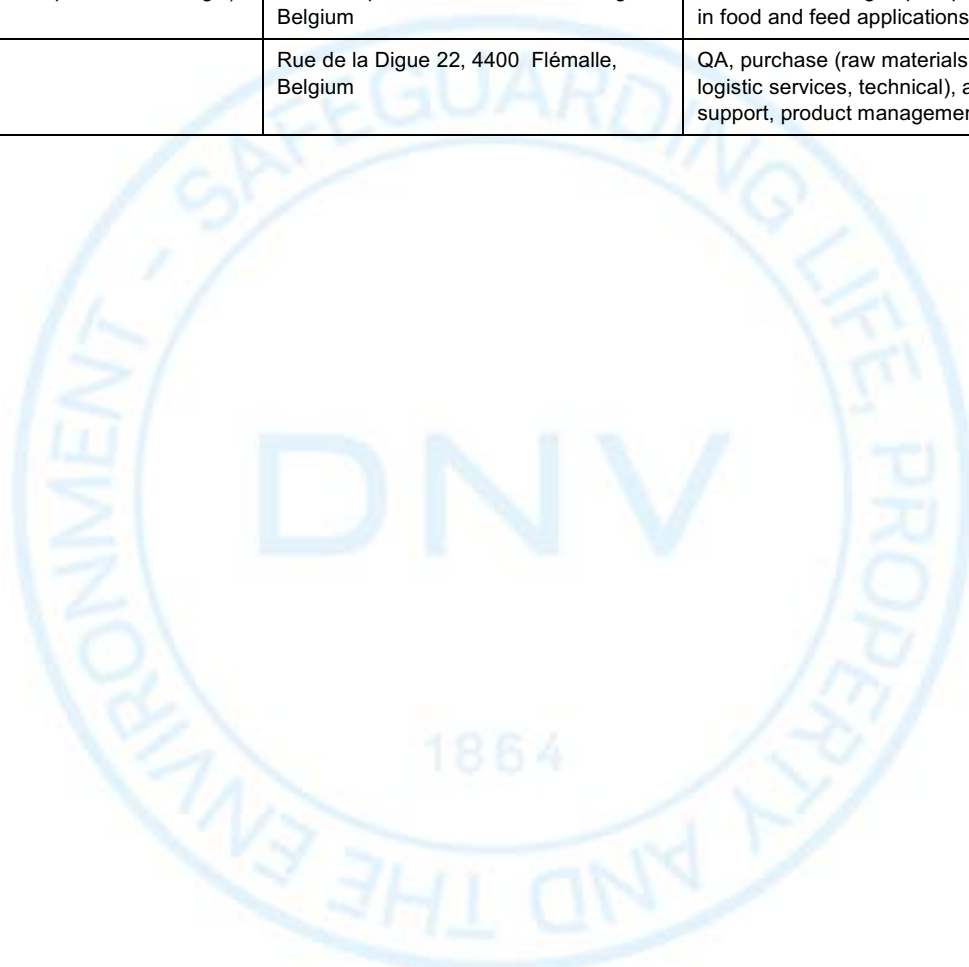 Belgium
in food and feed applications
Rue de la Digue 22, 4400 Flémalle,
Belgium
QA, purchase (raw materials
logistic services, technical), a
support, product manageme
SAFEGUARDING LIFE, PROPERTY AND THE ENVIRONMENT -
DNV
1864